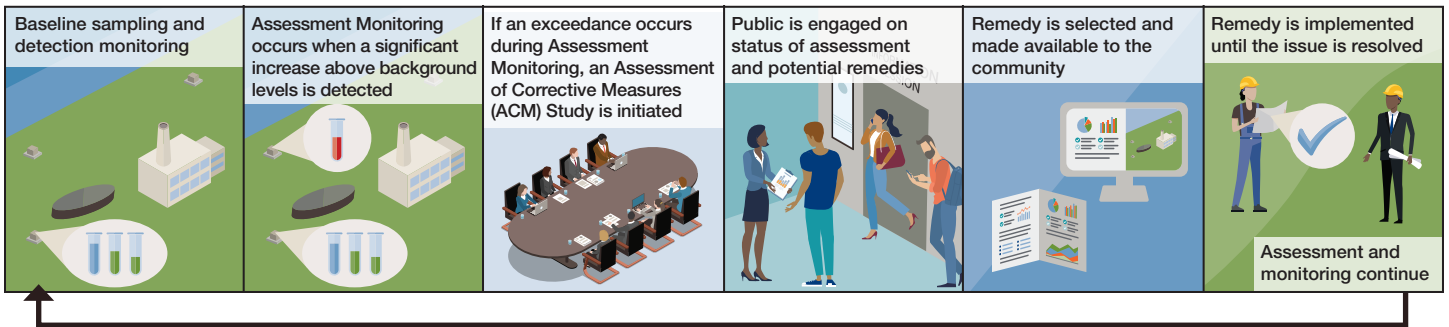 Baseline sampling and
detection monitoring
Assessment Monitoring
occurs when a significant
increase above background
levels is detected
If an exceedance occurs
during Assessment
Monitoring, an Assessment
of Corrective Measures
(ACM) Study is initiated
Public is engaged on
status of assessment
and potential remedies
Remedy is selected and
made available to the
community
Remedy is implemented
until the issue is resolved
Assessment and
monitoring continue